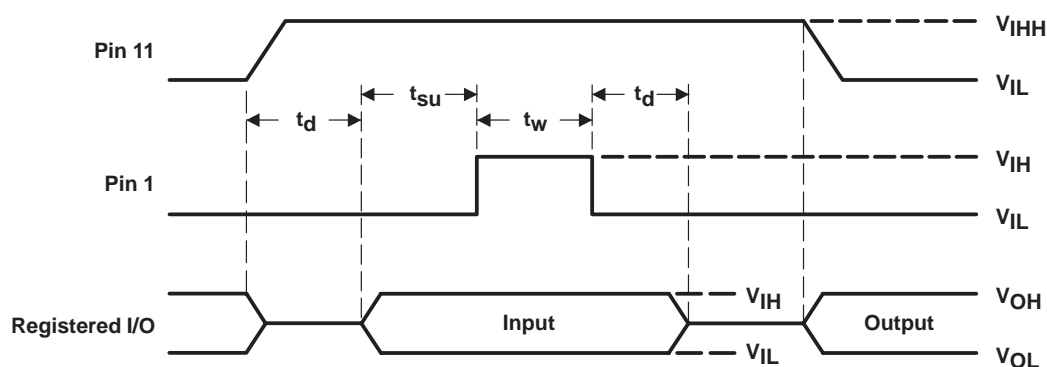 VIHH
Pin 11
VIL
tsu
td
td
tw
VIH
Pin 1
VIL
VIH
VOH
Registered I/O
Input
Output
VIL
VOL